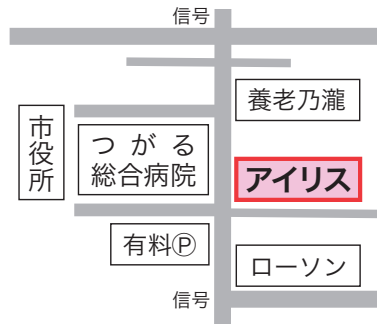 信号
養老乃瀧
市役所
つがる
総合病院
アイリス
有料Ⓟ
ローソン
信号